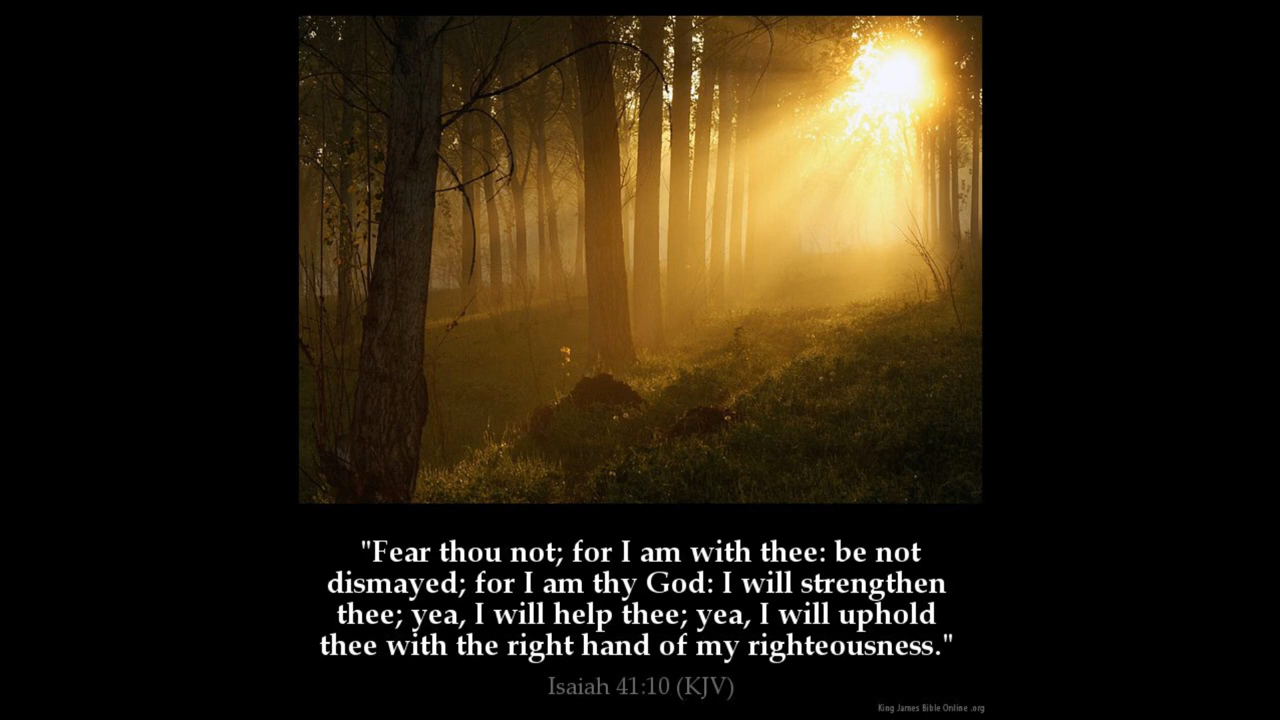 "Fear thou not; for I am with thee: be not
dismayed; for I am thy God: I will strengthen
thee; yea, I will help thee; yea, I will uphold
thee with the right hand of my righteousness."
Isaiah 41:10 (KJV)
King James Bible Online .org